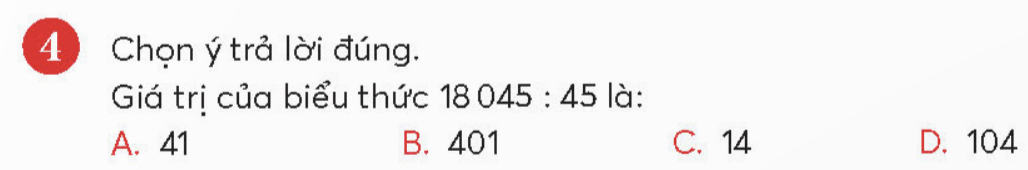 4 Chọn ý trả lời đúng.
Giá trị của biểu thức 18 045 : 45 là:
A. 41 B. 401 C. 14 D. 104